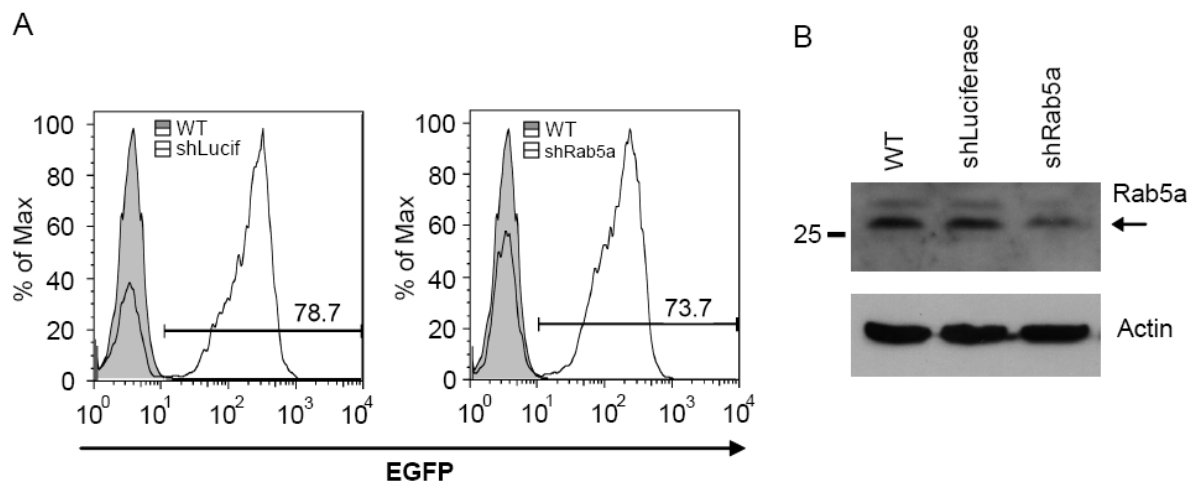 A
% of Max
100
80
60
40
20
0
WT
shLucif
78.7
10^0 10^1 10^2 10^3 10^4
% of Max
100
80
60
40
20
0
WT
shRab5a
73.7
10^0 10^1 10^2 10^3 10^4
EGFP
B
WT
shLuciferase
shRab5a
Rab5a
25
Actin